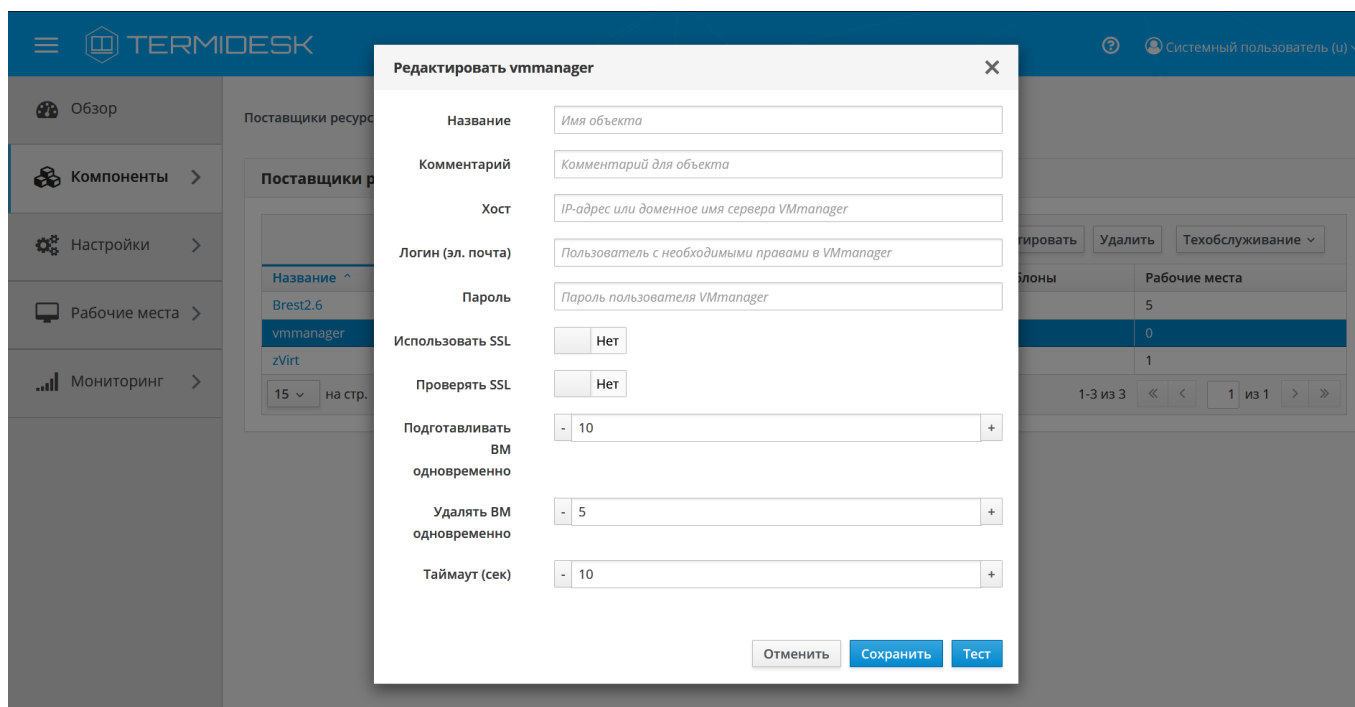 TERMIDESK
Системный пользователь (u)
Редактировать vmmanager
Обзор
Компоненты
Настройки
Рабочие места
Мониторинг
Поставщики ресурс
Поставщики р
Название
Имя объекта
Комментарий
Комментарий для объекта
Хост
IP-адрес или доменное имя сервера VMmanager
Логин (эл. почта)
Пользователь с необходимыми правами в VMmanager
Пароль
Пароль пользователя VMmanager
Использовать SSL
Нет
Проверять SSL
Нет
Подготавливать
ВМ
одновременно
- 10 +
Удалять ВМ
одновременно
- 5 +
Таймаут (сек)
- 10 +
Отменить Сохранить Тест
тировать Удалить Техобслуживание
Название блоны Рабочие места
Brest2.6 5
vmmanager 0
zVirt 1
15 на стр. 1-3 из 3 « < 1 из 1 > »